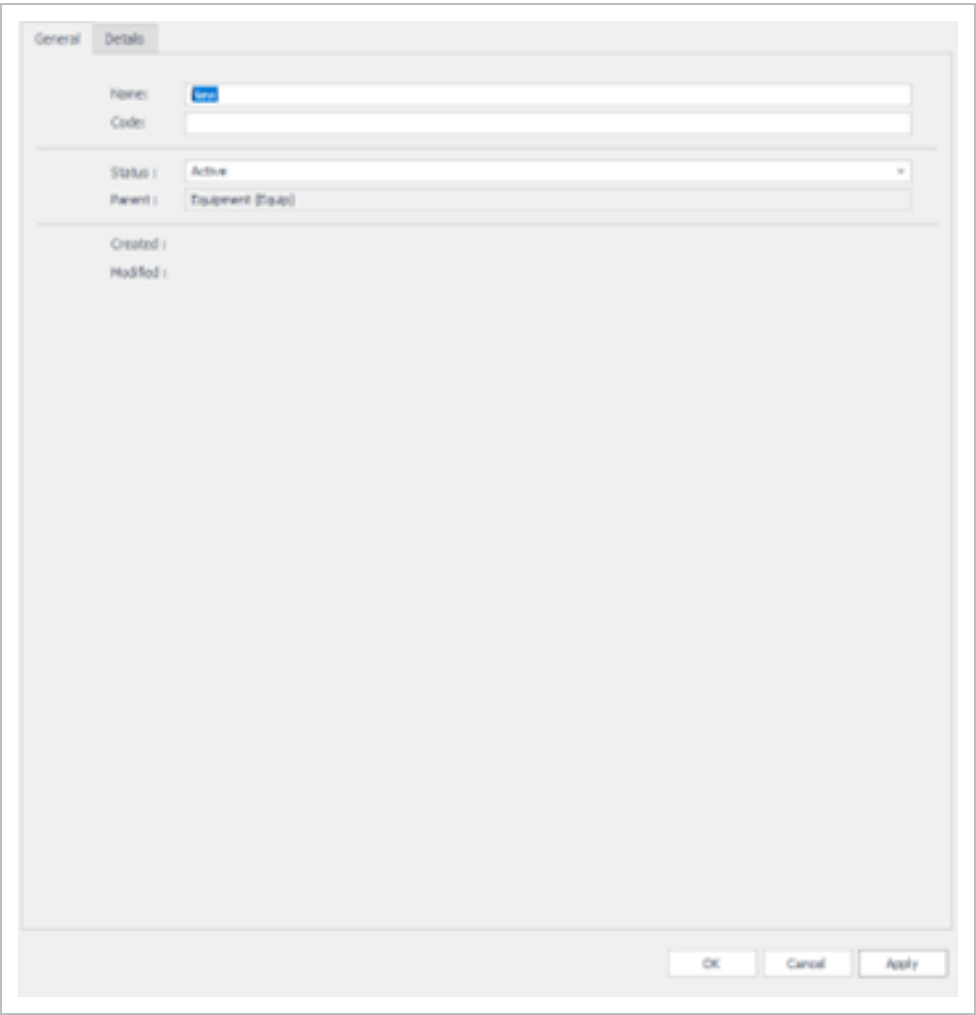 General Details
Name: New
Code:
Status : Active
Parent : Equipment (Equip)
Created :
Modified :
OK Cancel Apply